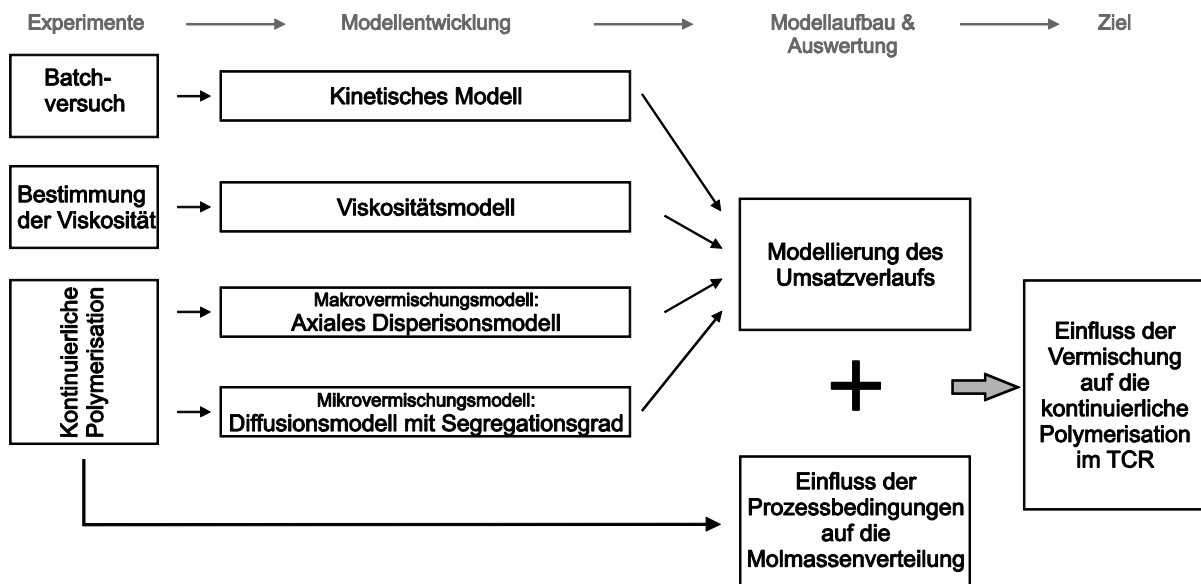 Experimente
Modellentwicklung
Modellaufbau &
Auswertung
Ziel
Batch-
versuch
Kinetisches Modell
Bestimmung
der Viskosität
Viskositätsmodell
Kontinuierliche
Polymerisation
Makrovermischungsmodell:
Axiales Disperisonsmodell
Mikrovermischungsmodell:
Diffusionsmodell mit Segregationsgrad
Modellierung des
Umsatzverlaufs
+
Einfluss der
Prozessbedingungen
auf die
Molmassenverteilung
Einfluss der
Vermischung
auf die
kontinuierliche
Polymerisation
im TCR